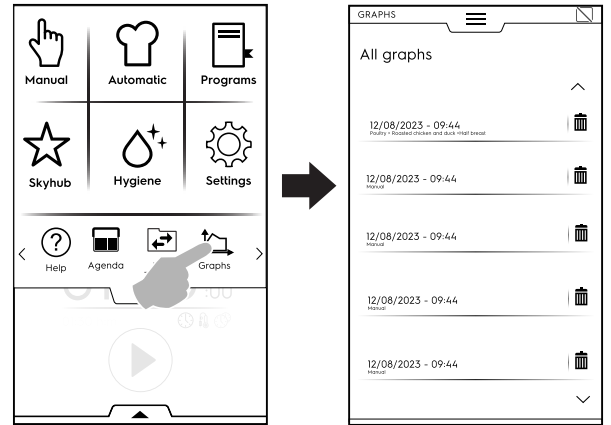 Manual Automatic Programs
Skyhub Hygiene Settings
Help Agenda Graphs
:00
GRAPHS
All graphs
12/08/2023 - 09:44
Poultry - Roasted chicken and duck -Half breast
12/08/2023 - 09:44
Manual
12/08/2023 - 09:44
Manual
12/08/2023 - 09:44
Manual
12/08/2023 - 09:44
Manual